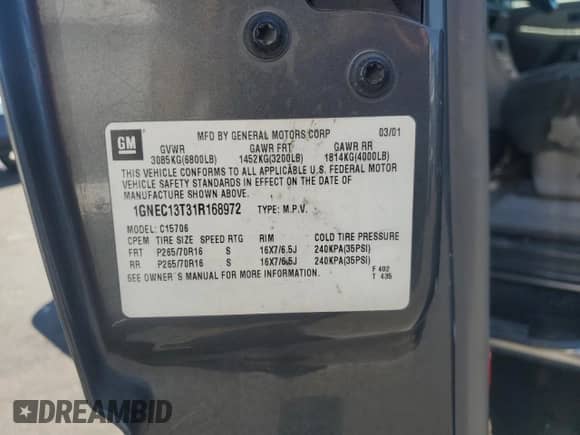 GM
MFD BY GENERAL MOTORS CORP 03/01
GVWR GAWR FRT GAWR RR
3085KG(6800LB) 1452KG(3200LB) 1814KG(4000LB)
THIS VEHICLE CONFORMS TO ALL APPLICABLE U.S. FEDERAL MOTOR
VEHICLE SAFETY STANDARDS IN EFFECT ON THE DATE OF
MANUFACTURE SHOWN ABOVE.
1GNEC13T31R168972 TYPE: M.P.V.
MODEL: C15706
CPEM TIRE SIZE SPEED RTG RIM COLD TIRE PRESSURE
FRT P265/70R16 S 16X7/6.5J 240KPA(35PSI)
RR P265/70R16 S 16X7/6.5J 240KPA(35PSI)
SEE OWNER'S MANUAL FOR MORE INFORMATION.
F 402
T 435
DREAMBID